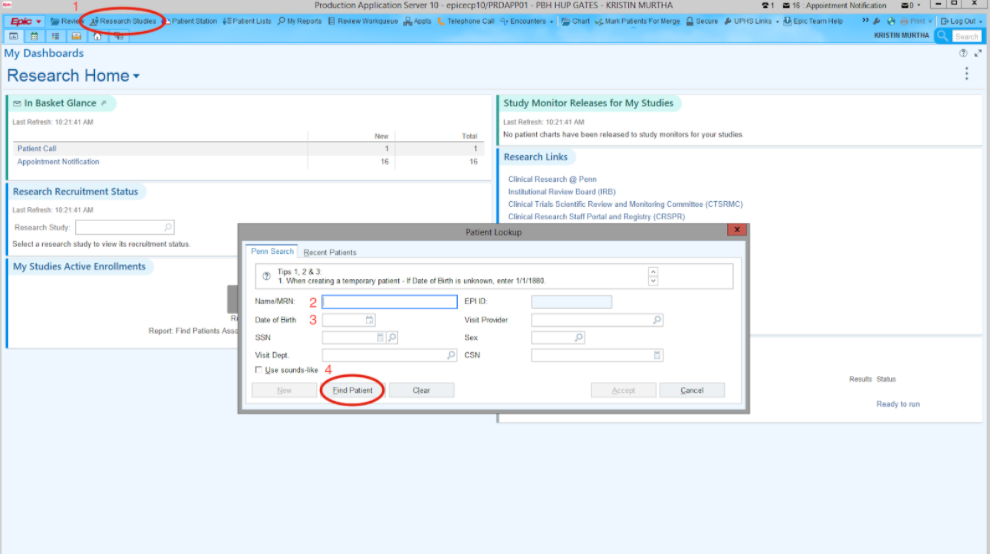 Production Application Server 10 - epicecp10/PRDAPP01 - PBH HUP GATES - KRISTIN MURTHA
1
16
Appointment Notification
0
Epic
Review
Research Studies
Patient Station
Patient Lists
My Reports
Review Workqueue
Appts
Telephone Call
Encounters
Chart
Mark Patients For Merge
Secure
UPHS Links
Epic Team Help
Print
Log Out
1
KRISTIN MURTHA
Search
My Dashboards
Research Home
In Basket Glance
Last Refresh: 10:21:41 AM
New Total
Patient Call 1 1
Appointment Notification 16 16
Research Recruitment Status
Last Refresh: 10:21:41 AM
Research Study:
Select a research study to view its recruitment status.
My Studies Active Enrollments
Report: Find Patients Asso
Study Monitor Releases for My Studies
Last Refresh: 10:21:41 AM
No patient charts have been released to study monitors for your studies.
Research Links
Clinical Research @ Penn
Institutional Review Board (IRB)
Clinical Trials Scientific Review and Monitoring Committee (CTSRMC)
Clinical Research Staff Portal and Registry (CRSPR)
Results Status
Ready to run
Patient Lookup
X
Penn Search Recent Patients
Tips 1, 2 & 3:
1. When creating a temporary patient - If Date of Birth is unknown, enter 1/1/1880.
Name/MRN: 2 EPI ID:
Date of Birth 3 Visit Provider
SSN Sex
Visit Dept. CSN
Use sounds-like 4
New Find Patient Clear Accept Cancel